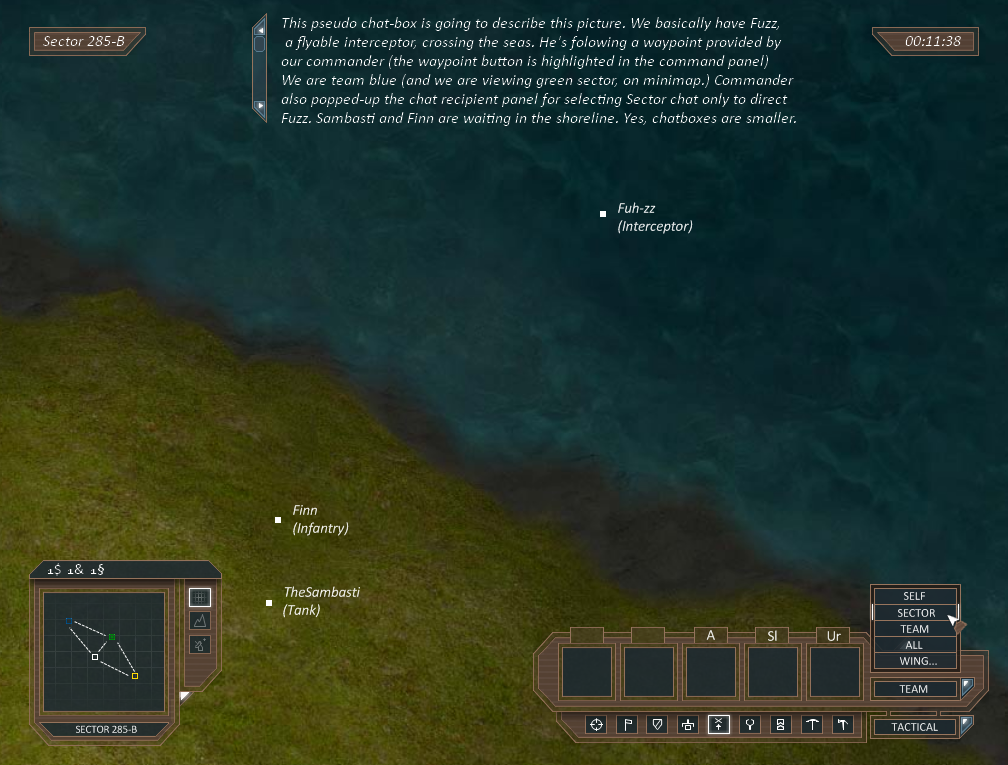 Sector 285-B
This pseudo chat-box is going to describe this picture. We basically have Fuzz,
a flyable interceptor, crossing the seas. He's folowing a waypoint provided by
our commander (the waypoint button is highlighted in the command panel)
We are team blue (and we are viewing green sector, on minimap.) Commander
also popped-up the chat recipient panel for selecting Sector chat only to direct
Fuzz. Sambasti and Finn are waiting in the shoreline. Yes, chatboxes are smaller.
00:11:38
Fuh-zz
(Interceptor)
Finn
(Infantry)
TheSambasti
(Tank)
1$ 1& 1§
SECTOR 285-B
A
Sl
Ur
SELF
SECTOR
TEAM
ALL
WING...
TEAM
TACTICAL